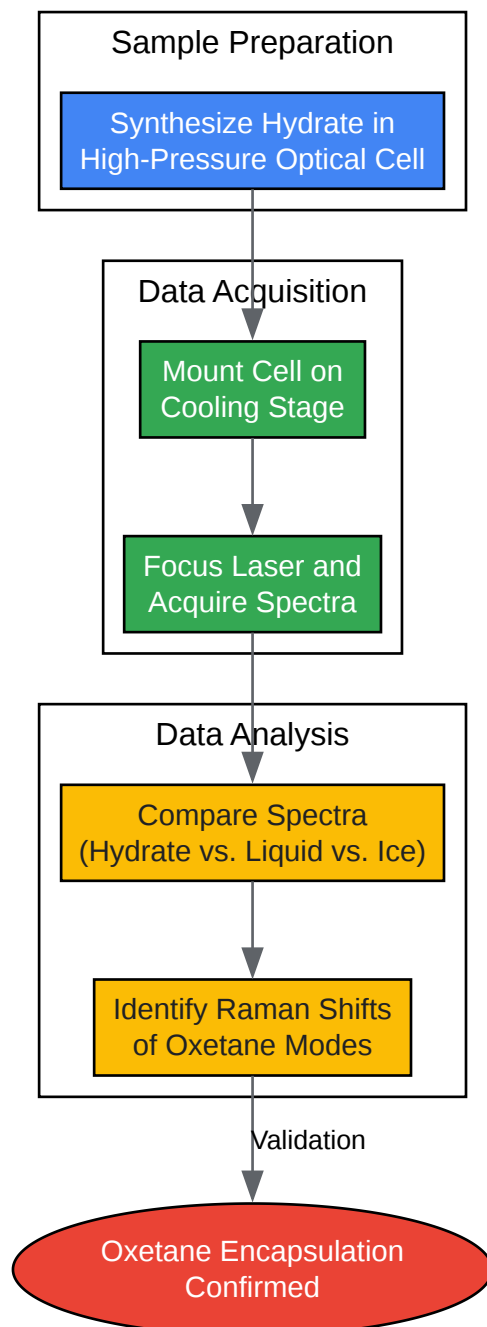 Sample Preparation
Synthesize Hydrate in
High-Pressure Optical Cell
Data Acquisition
Mount Cell on
Cooling Stage
Focus Laser and
Acquire Spectra
Data Analysis
Compare Spectra
(Hydrate vs. Liquid vs. Ice)
Identify Raman Shifts
of Oxetane Modes
Validation
Oxetane Encapsulation
Confirmed